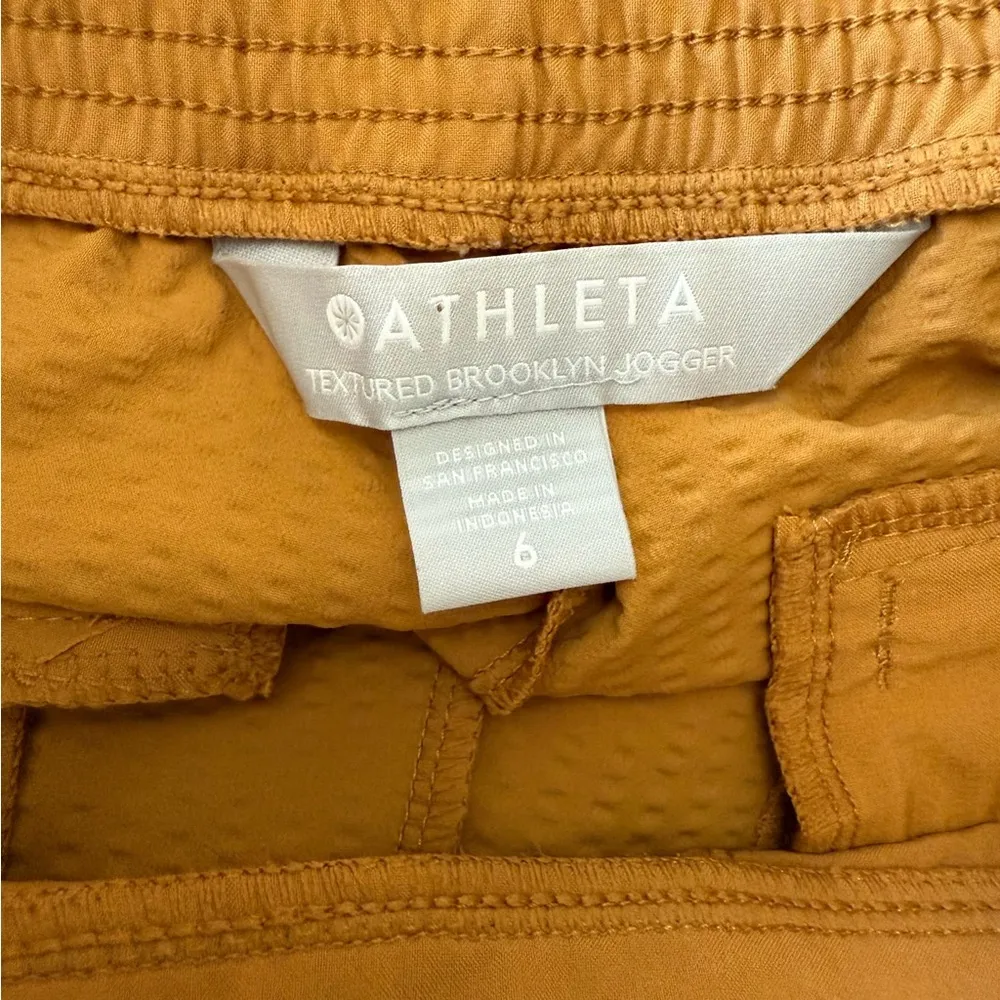 ATHLETA
TEXTURED BROOKLYN JOGGER
DESIGNED IN
SAN FRANCISCO
MADE IN
INDONESIA
6